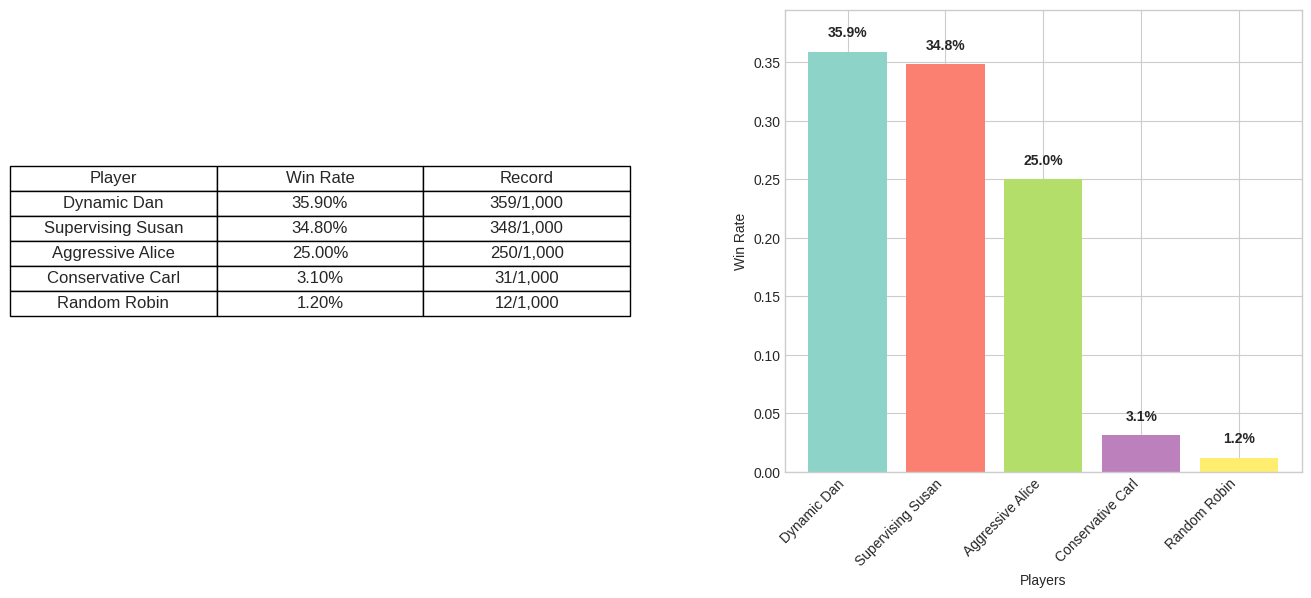 Player Win Rate Record
Dynamic Dan 35.90% 359/1,000
Supervising Susan 34.80% 348/1,000
Aggressive Alice 25.00% 250/1,000
Conservative Carl 3.10% 31/1,000
Random Robin 1.20% 12/1,000
35.9%
34.8%
25.0%
3.1%
1.2%
0.35
0.30
0.25
0.20
0.15
0.10
0.05
0.00
Win Rate
Dynamic Dan
Supervising Susan
Aggressive Alice
Conservative Carl
Random Robin
Players